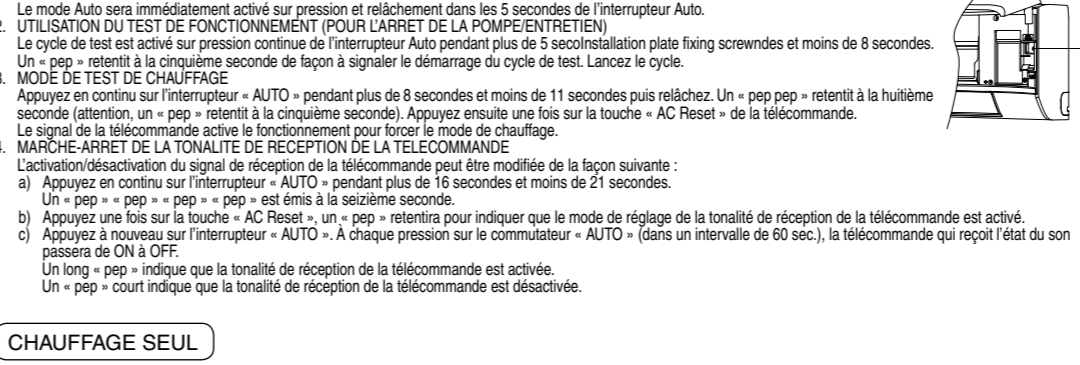 Le mode Auto sera immédiatement activé sur pression et relâchement dans les 5 secondes de l'interrupteur Auto.
. UTILISATION DU TEST DE FONCTIONNEMENT (POUR L'ARRET DE LA POMPE/ENTRETIEN)
Le cycle de test est activé sur pression continue de l'interrupteur Auto pendant plus de 5 secoInstallation plate fixing screwndes et moins de 8 secondes.
Un « pep » retentit à la cinquième seconde de façon à signaler le démarrage du cycle de test. Lancez le cycle.
. MODE DE TEST DE CHAUFFAGE
Appuyez en continu sur l'interrupteur « AUTO » pendant plus de 8 secondes et moins de 11 secondes puis relâchez. Un « pep pep » retentit à la huitième
seconde (attention, un « pep » retentit à la cinquième seconde). Appuyez ensuite une fois sur la touche « AC Reset » de la télécommande.
Le signal de la télécommande active le fonctionnement pour forcer le mode de chauffage.
. MARCHE-ARRET DE LA TONALITE DE RECEPTION DE LA TELECOMMANDE
L'activation/désactivation du signal de réception de la télécommande peut être modifiée de la façon suivante :
a) Appuyez en continu sur l'interrupteur « AUTO » pendant plus de 16 secondes et moins de 21 secondes.
Un « pep » « pep » « pep » « pep » est émis à la seizième seconde.
b) Appuyez une fois sur la touche « AC Reset », un « pep » retentira pour indiquer que le mode de réglage de la tonalité de réception de la télécommande est activé.
c) Appuyez à nouveau sur l'interrupteur « AUTO ». À chaque pression sur le commutateur « AUTO » (dans un intervalle de 60 sec.), la télécommande qui reçoit l'état du son
passera de ON à OFF.
Un long « pep » indique que la tonalité de réception de la télécommande est activée.
Un « pep » court indique que la tonalité de réception de la télécommande est désactivée.
CHAUFFAGE SEUL